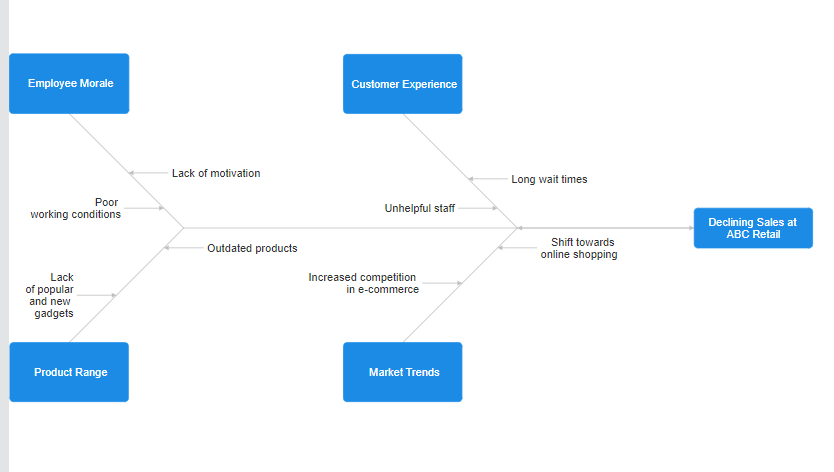 Employee Morale
Customer Experience
Lack of motivation
Long wait times
Poor
working conditions
Unhelpful staff
Declining Sales at
ABC Retail
Outdated products
Shift towards
online shopping
Lack
of popular
and new
gadgets
Increased competition
in e-commerce
Product Range
Market Trends